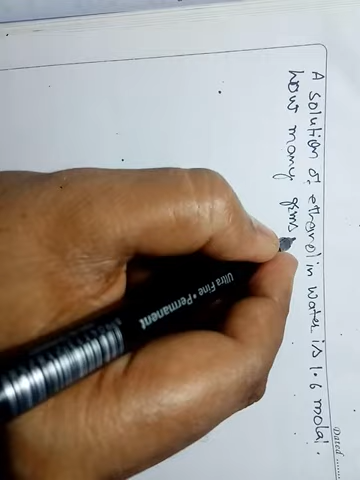 Dated ........
A solution of ethanol in water is 1.6 molal.
how many gms
Ultra Fine • Permanent